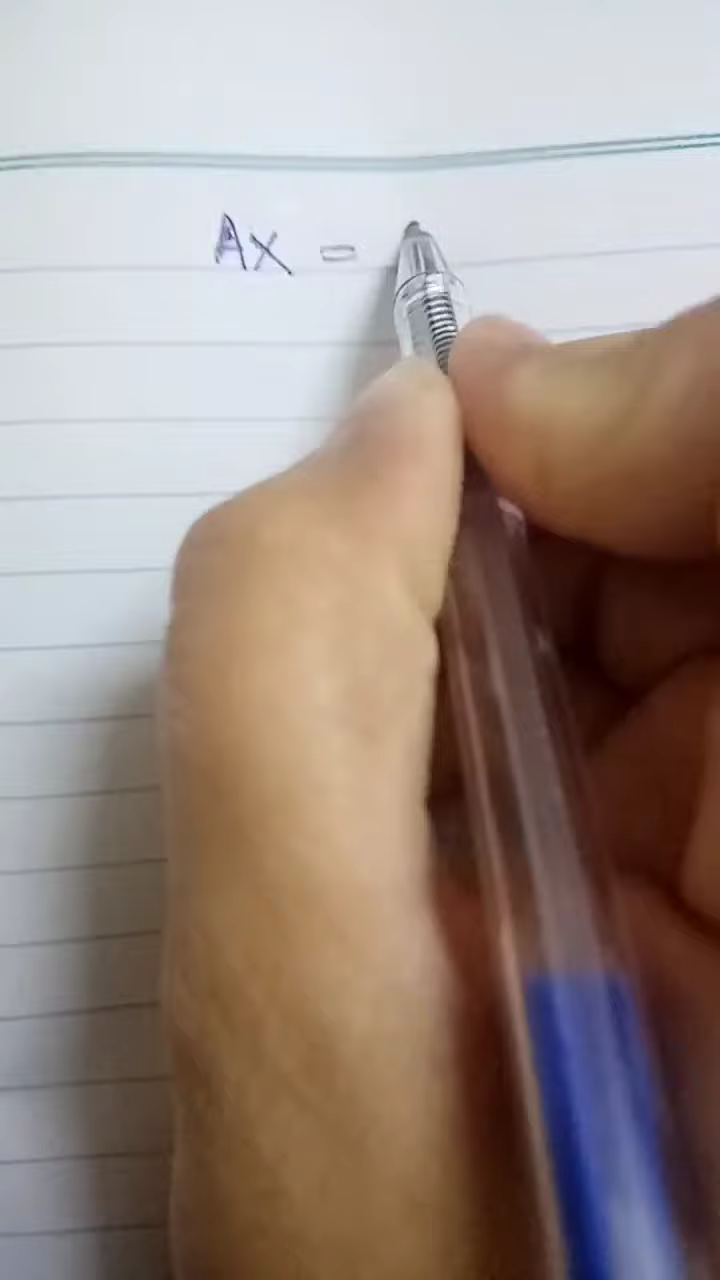 Ax =